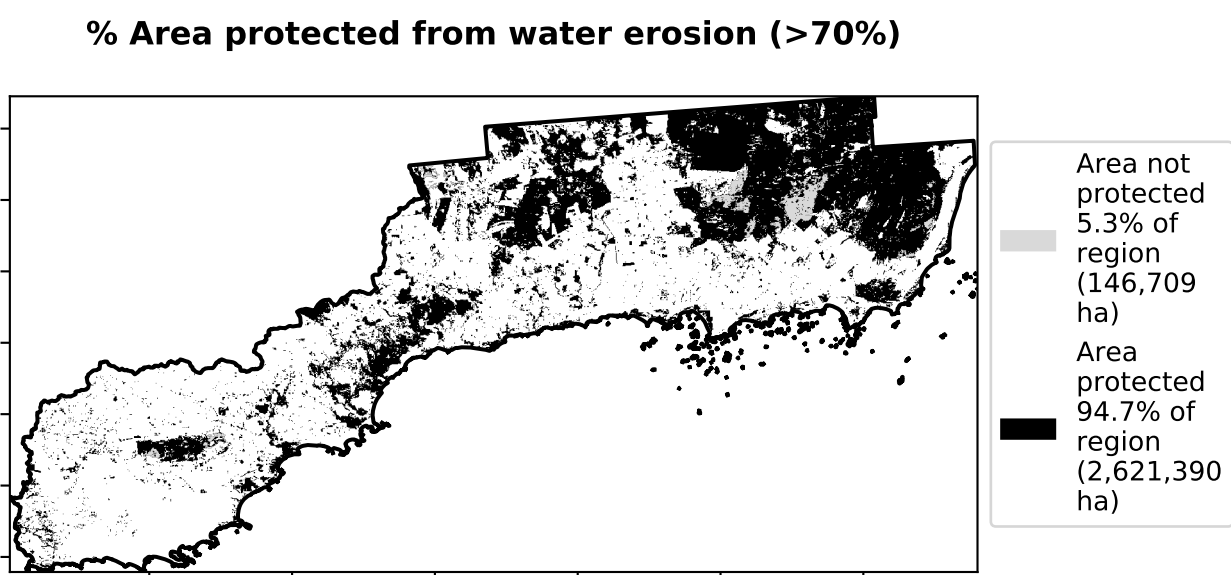 % Area protected from water erosion (>70%)
Area not
protected
5.3% of
region
(146,709
ha)
Area
protected
94.7% of
region
(2,621,390
ha)